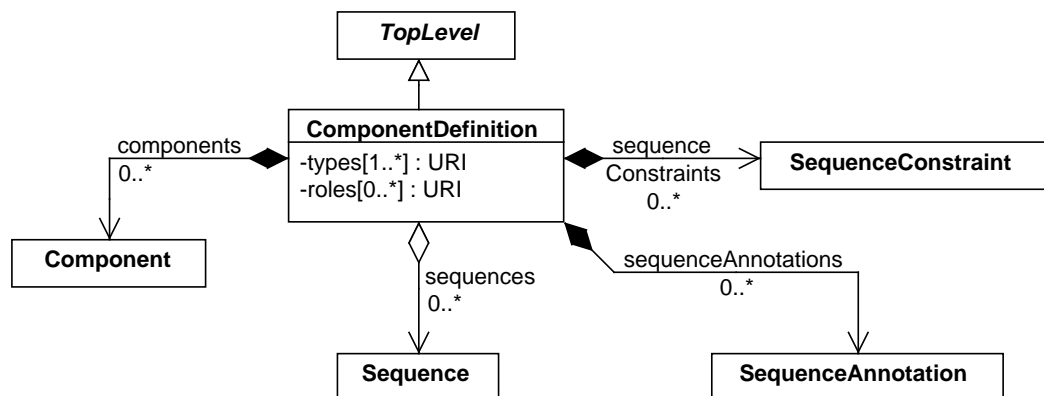 TopLevel
ComponentDefinition
-types[1..*] : URI
-roles[0..*] : URI
components
0..*
sequence
Constraints
0..*
SequenceConstraint
Component
sequences
0..*
sequenceAnnotations
0..*
Sequence
SequenceAnnotation